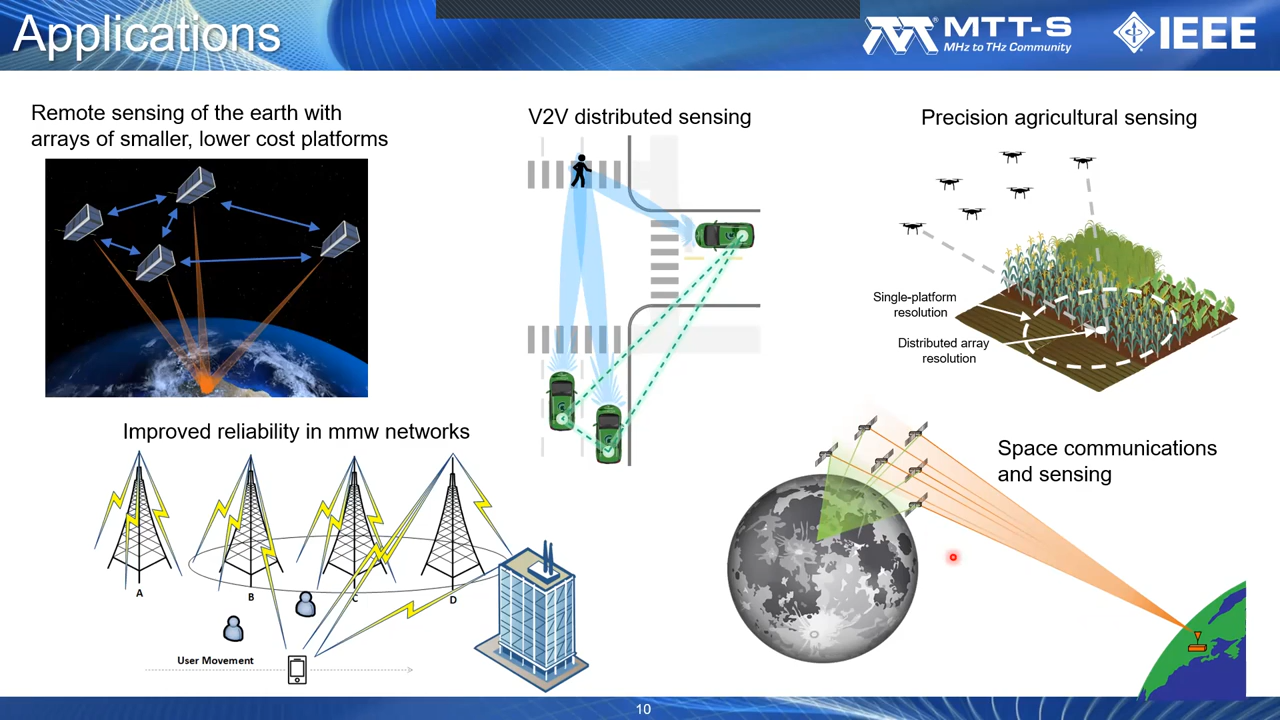 Applications
MTT-S
MHz to THz Community
IEEE
Remote sensing of the earth with
arrays of smaller, lower cost platforms
V2V distributed sensing
Precision agricultural sensing
Single-platform
resolution
Distributed array
resolution
Improved reliability in mmw networks
A
B
C
D
User Movement
Space communications
and sensing
10